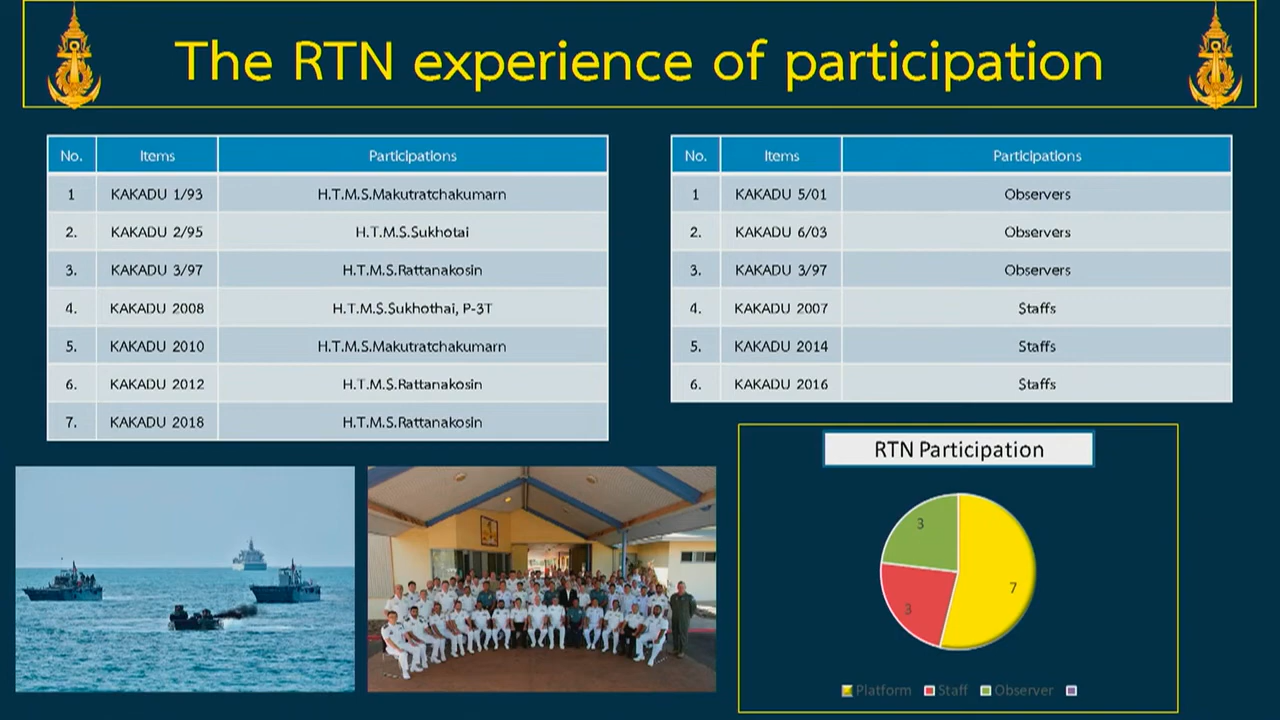 The RTN experience of participation
No. Items Participations
1 KAKADU 1/93 H.T.M.S.Makutratchakumarn
2. KAKADU 2/95 H.T.M.S.Sukhotai
3. KAKADU 3/97 H.T.M.S.Rattanakosin
4. KAKADU 2008 H.T.M.S.Sukhothai, P-3T
5. KAKADU 2010 H.T.M.S.Makutratchakumarn
6. KAKADU 2012 H.T.M.S.Rattanakosin
7. KAKADU 2018 H.T.M.S.Rattanakosin
No. Items Participations
1 KAKADU 5/01 Observers
2. KAKADU 6/03 Observers
3. KAKADU 3/97 Observers
4. KAKADU 2007 Staffs
5. KAKADU 2014 Staffs
6. KAKADU 2016 Staffs
RTN Participation
3
7
3
Platform Staff Observer